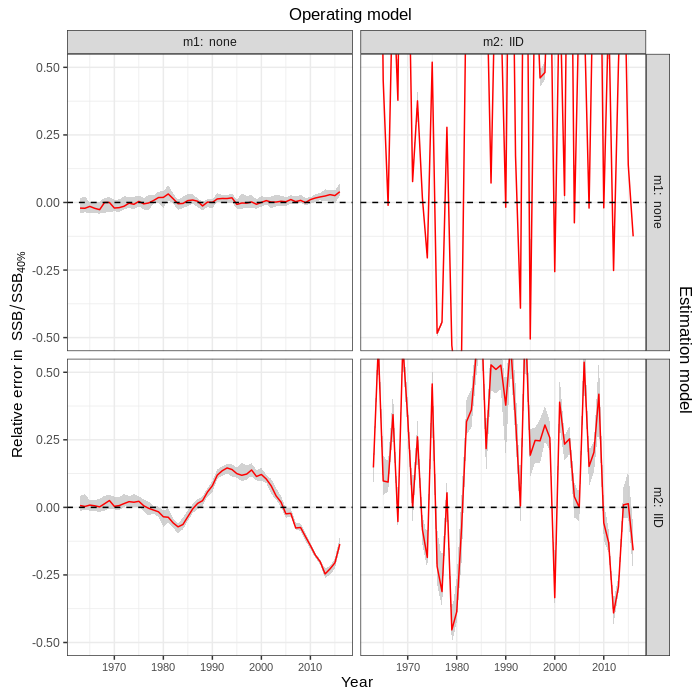 Operating model
m1: none
m2: IID
0.50
0.25
0.00
-0.25
-0.50
m1: none
0.50
0.25
0.00
-0.25
-0.50
m2: IID
Relative error in SSB/SSB40%
Estimation model
1970 1980 1990 2000 2010 1970 1980 1990 2000 2010
Year